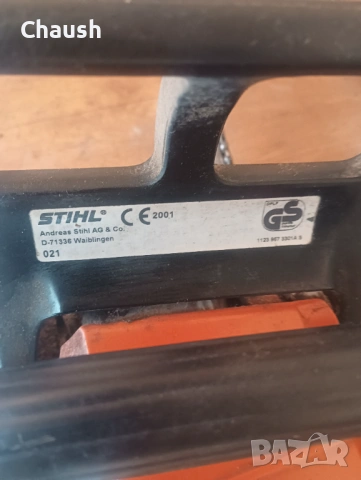 Chaush
STIHL® CE 2001
Andreas Stihl AG & Co.
D-71336 Waiblingen
021
GS
BAZAR